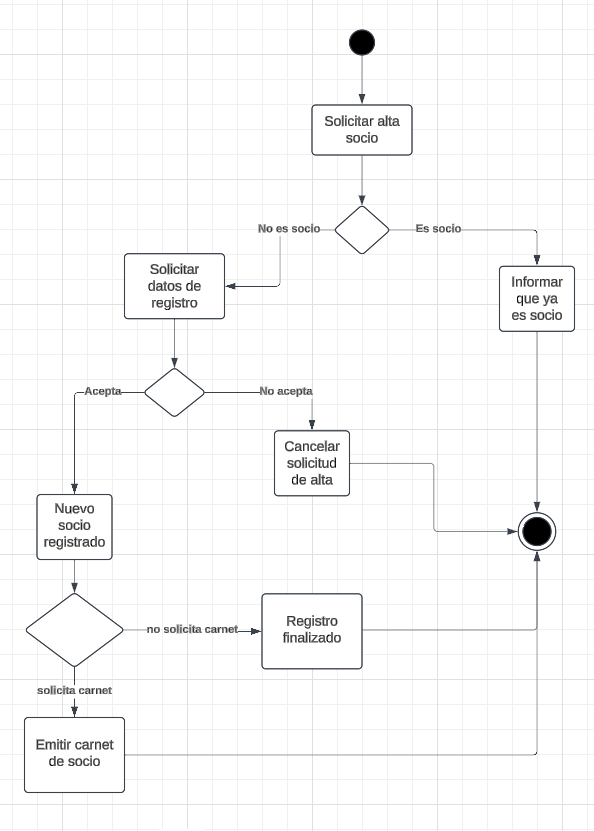 Solicitar alta
socio
No es socio
Es socio
Solicitar
datos de
registro
Informar
que ya
es socio
Acepta
No acepta
Cancelar
solicitud
de alta
Nuevo
socio
registrado
no solicita carnet
Registro
finalizado
solicita carnet
Emitir carnet
de socio